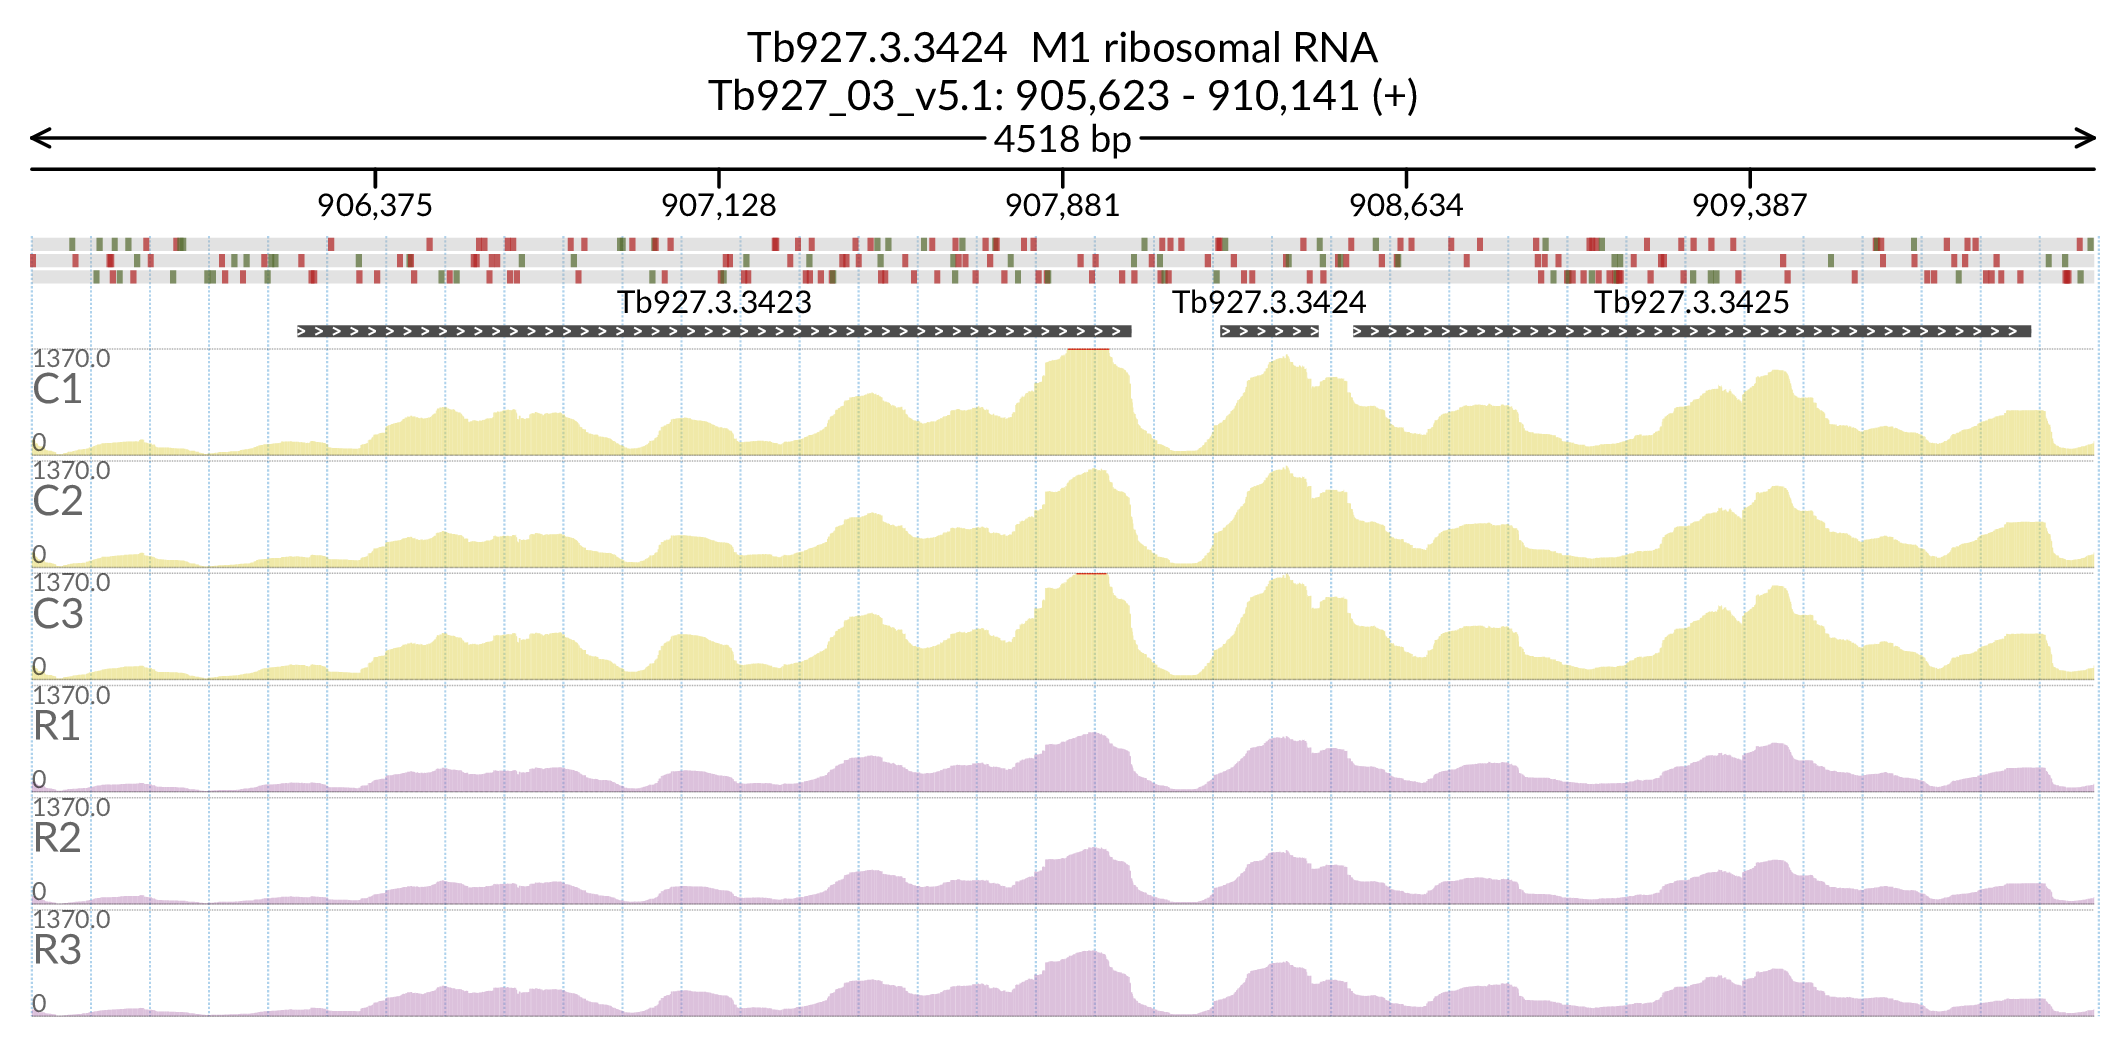 Tb927.3.3424 M1 ribosomal RNA
Tb927_03_v5.1: 905,623 - 910,141 (+)
4518 bp
906,375 907,128 907,881 908,634 909,387
Tb927.3.3423 Tb927.3.3424 Tb927.3.3425
1370.0
C1
0
1370.0
C2
0
1370.0
C3
0
1370.0
R1
0
1370.0
R2
0
1370.0
R3
0